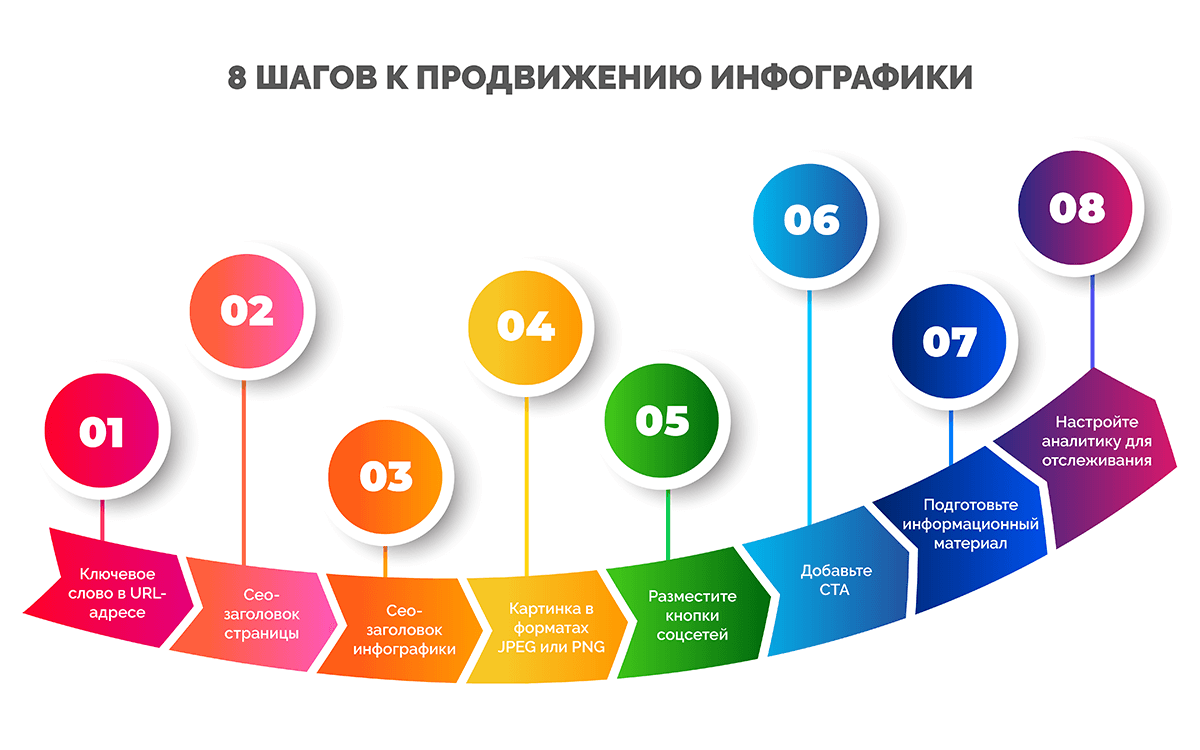 8 ШАГОВ К ПРОДВИЖЕНИЮ ИНФОГРАФИКИ
01
Ключевое
слово в URL-
адресе
02
Сео-
заголовок
страницы
03
Сео-
заголовок
инфографики
04
Картинка в
форматах
JPEG или PNG
05
Разместите
кнопки
соцсетей
06
Добавьте
СТА
07
Подготовьте
информационный
материал
08
Настройте
аналитику для
отслеживания